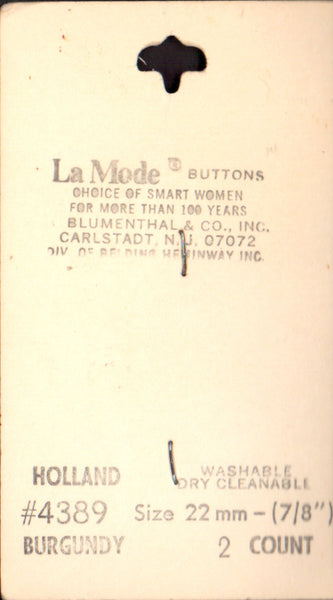 La Mode ® BUTTONS
CHOICE OF SMART WOMEN
FOR MORE THAN 100 YEARS
BLUMENTHAL & CO., INC.
CARLSTADT, N.J. 07072
DIV. OF BELDING HEMINWAY INC.
HOLLAND
WASHABLE
DRY CLEANABLE
#4389 Size 22 mm – (7/8")
BURGUNDY 2 COUNT